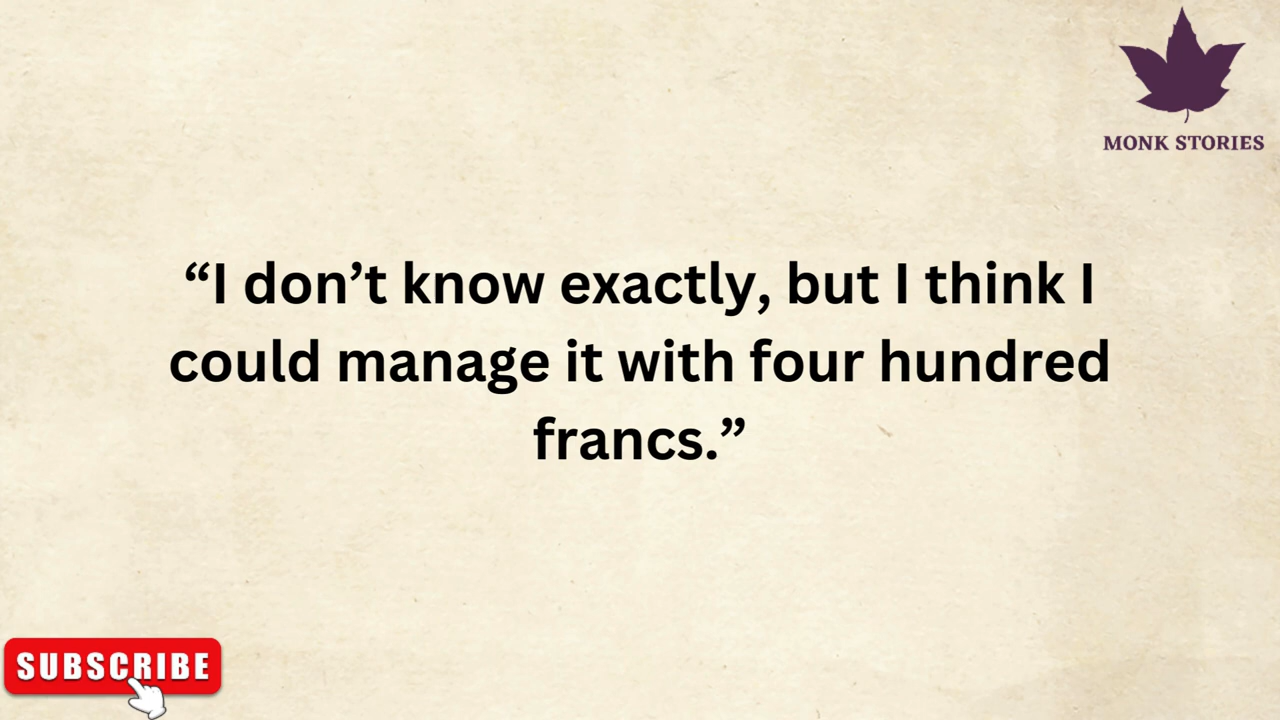 MONK STORIES
“I don’t know exactly, but I think I
could manage it with four hundred
francs.”
SUBSCRIBE